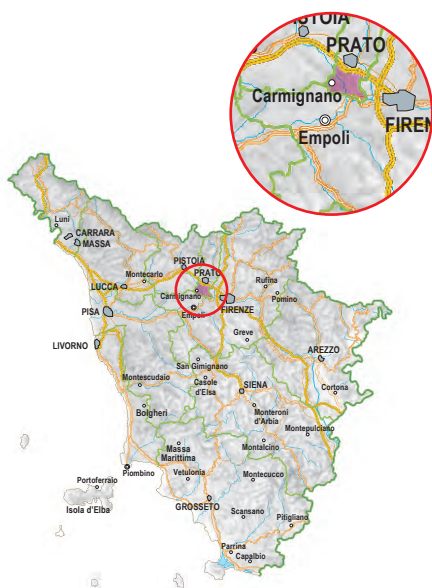 PISTOIA
PRATO
Carmignano
Empoli
FIREN
Luni
CARRARA
MASSA
PISTOIA
Montecarlo
PRATO
Rufina
LUCCA
Carmignano
Pomino
PISA
Empoli
FIRENZE
Greve
LIVORNO
AREZZO
San Gimignano
Montescudaio
Casole
d'Elsa
SIENA
Cortona
Bolgheri
Monteroni
d'Arbia
Montepulciano
Massa
Marittima
Montalcino
Piombino
Vetulonia
Montecucco
Portoferraio
Isola d'Elba
GROSSETO
Scansano
Pitigliano
Parrina
Capalbio